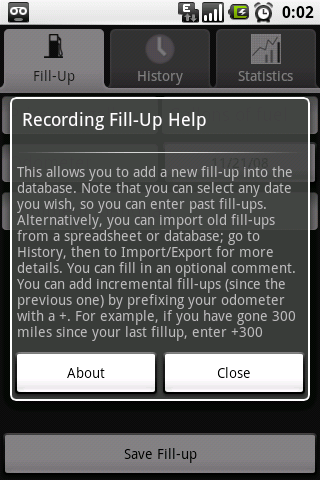 0:02
Fill-Up
History
Statistics
Recording Fill-Up Help
11/21/08
This allows you to add a new fill-up into the
database. Note that you can select any date
you wish, so you can enter past fill-ups.
Alternatively, you can import old fill-ups
from a spreadsheet or database; go to
History, then to Import/Export for more
details. You can fill in an optional comment.
You can add incremental fill-ups (since the
previous one) by prefixing your odometer
with a +. For example, if you have gone 300
miles since your last fillup, enter +300
About
Close
Save Fill-up